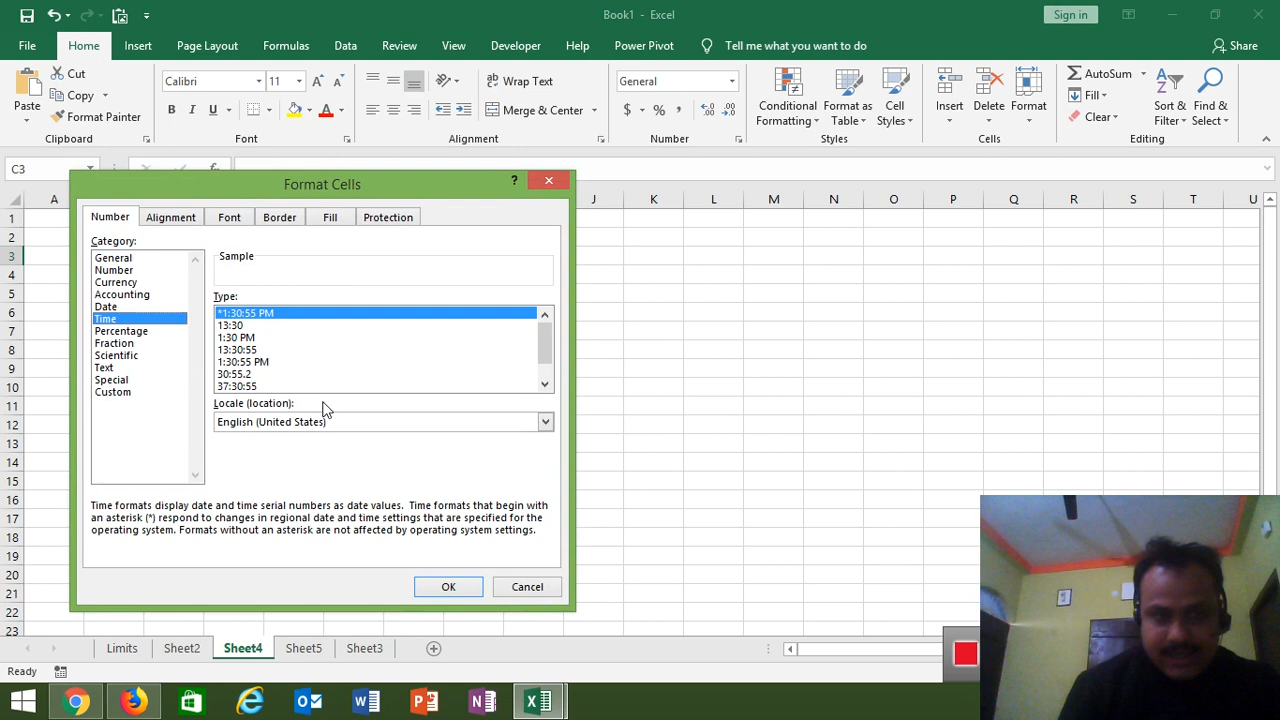 Book1 - Excel
Sign in
File
Home
Insert
Page Layout
Formulas
Data
Review
View
Developer
Help
Power Pivot
Tell me what you want to do
Share
Paste
Cut
Copy
Format Painter
Clipboard
Calibri
11
B I U
A
Font
Wrap Text
Merge & Center
Alignment
General
$ % ,
Number
Conditional
Formatting
Format as
Table
Cell
Styles
Styles
Insert
Delete
Format
Cells
AutoSum
Fill
Clear
Sort &
Filter
Find &
Select
Editing
C3
A
J K L M N O P Q R S T U
1
2
3
4
5
6
7
8
9
10
11
12
13
14
15
16
17
18
19
20
21
22
23
Format Cells
?
Number
Alignment
Font
Border
Fill
Protection
Category:
General
Number
Currency
Accounting
Date
Time
Percentage
Fraction
Scientific
Text
Special
Custom
Sample
Type:
*1:30:55 PM
13:30
1:30 PM
13:30:55
1:30:55 PM
30:55.2
37:30:55
Locale (location):
English (United States)
Time formats display date and time serial numbers as date values. Time formats that begin with
an asterisk (*) respond to changes in regional date and time settings that are specified for the
operating system. Formats without an asterisk are not affected by operating system settings.
OK
Cancel
Limits
Sheet2
Sheet4
Sheet5
Sheet3
Ready